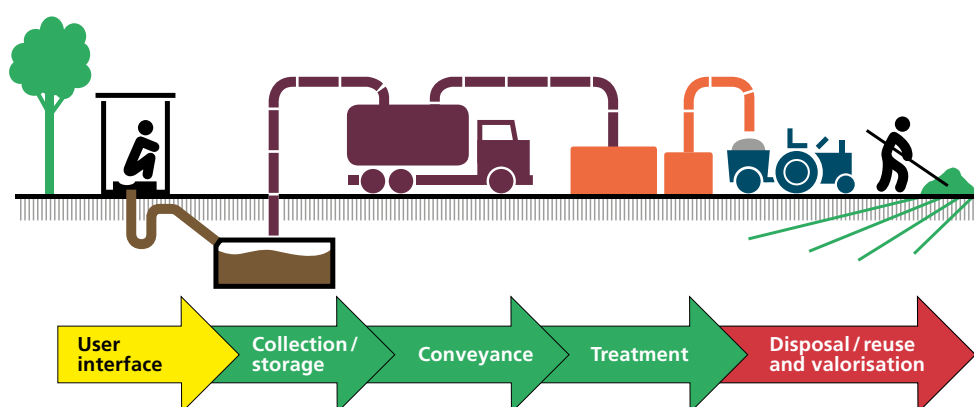 User
interface
Collection / 
storage
Conveyance
Treatment
Disposal / reuse
and valorisation